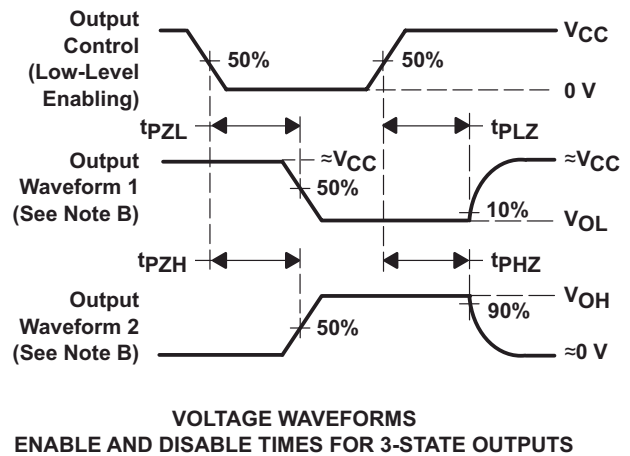 Output
Control
(Low-Level
Enabling)
50%
50%
VCC
0 V
tPZL
tPLZ
Output
Waveform 1
(See Note B)
≈VCC
50%
≈VCC
10%
VOL
tPZH
tPHZ
Output
Waveform 2
(See Note B)
50%
VOH
90%
≈0 V
VOLTAGE WAVEFORMS
ENABLE AND DISABLE TIMES FOR 3-STATE OUTPUTS